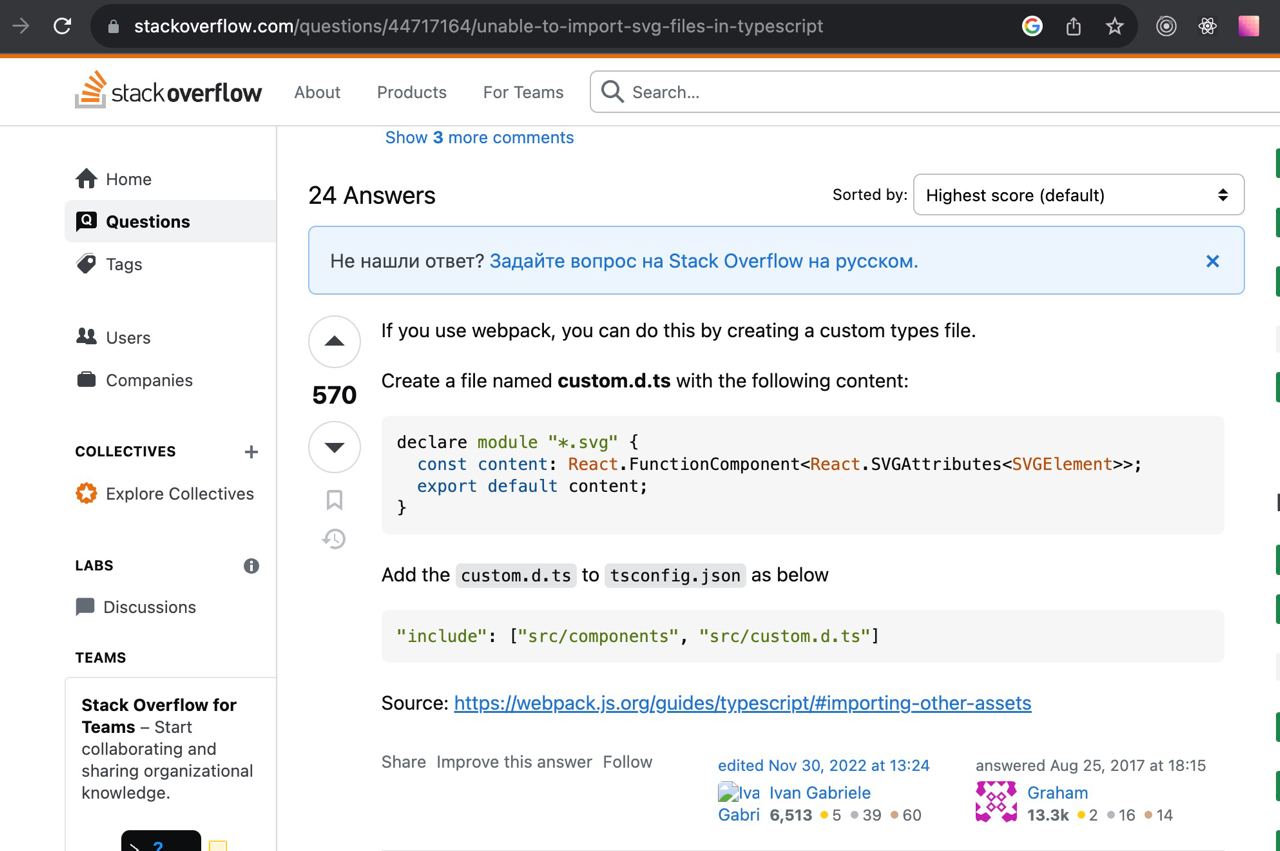 stackoverflow.com/questions/44717164/unable-to-import-svg-files-in-typescript
stackoverflow
About
Products
For Teams
Search...
Show 3 more comments
Home
Questions
Tags
Users
Companies
COLLECTIVES
Explore Collectives
LABS
Discussions
TEAMS
Stack Overflow for
Teams – Start
collaborating and
sharing organizational
knowledge.
24 Answers
Sorted by:
Highest score (default)
Не нашли ответ? Задайте вопрос на Stack Overflow на русском.
570
If you use webpack, you can do this by creating a custom types file.
Create a file named custom.d.ts with the following content:
declare module "*.svg" {
  const content: React.FunctionComponent<React.SVGAttributes<SVGElement>>;
  export default content;
}
Add the custom.d.ts to tsconfig.json as below
"include": ["src/components", "src/custom.d.ts"]
Source: https://webpack.js.org/guides/typescript/#importing-other-assets
Share Improve this answer Follow
edited Nov 30, 2022 at 13:24
Iva
Gabri
Ivan Gabriele
6,513 5 39 60
answered Aug 25, 2017 at 18:15
Graham
13.3k 2 16 14